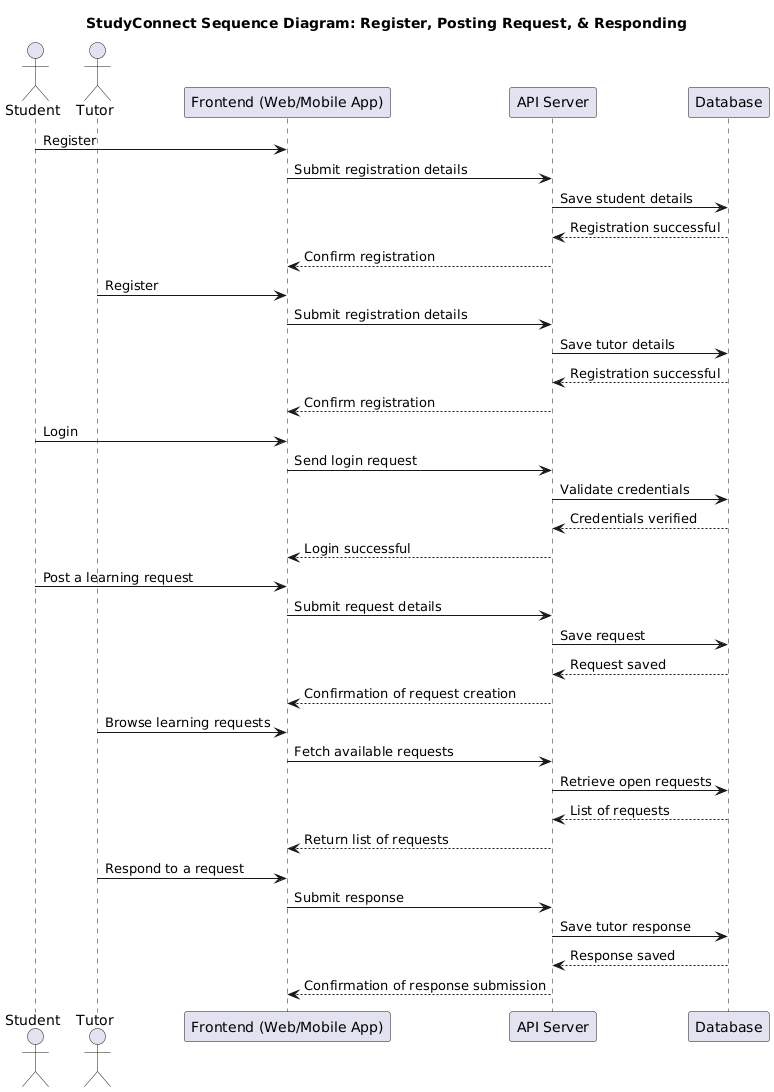 StudyConnect Sequence Diagram: Register, Posting Request, & Responding
Student
Tutor
Frontend (Web/Mobile App)
API Server
Database
Register
Submit registration details
Save student details
Registration successful
Confirm registration
Register
Submit registration details
Save tutor details
Registration successful
Confirm registration
Login
Send login request
Validate credentials
Credentials verified
Login successful
Post a learning request
Submit request details
Save request
Request saved
Confirmation of request creation
Browse learning requests
Fetch available requests
Retrieve open requests
List of requests
Return list of requests
Respond to a request
Submit response
Save tutor response
Response saved
Confirmation of response submission
Student
Tutor
Frontend (Web/Mobile App)
API Server
Database